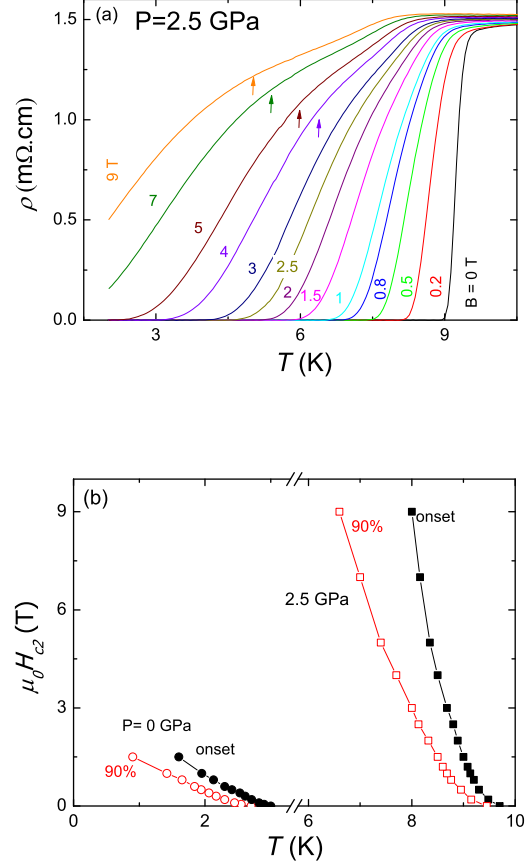 (a) P=2.5 GPa
1.5
1.0
0.5
0.0
ρ (mΩ.cm)
9 T
7
5
4
3
2.5
2
1.5
1
0.8
0.5
0.2
B = 0 T
3 6 9
T (K)
(b)
9
6
3
0
μ₀H_c2 (T)
90%
onset
2.5 GPa
P= 0 GPa
onset
90%
0 2 6 8 10
T (K)